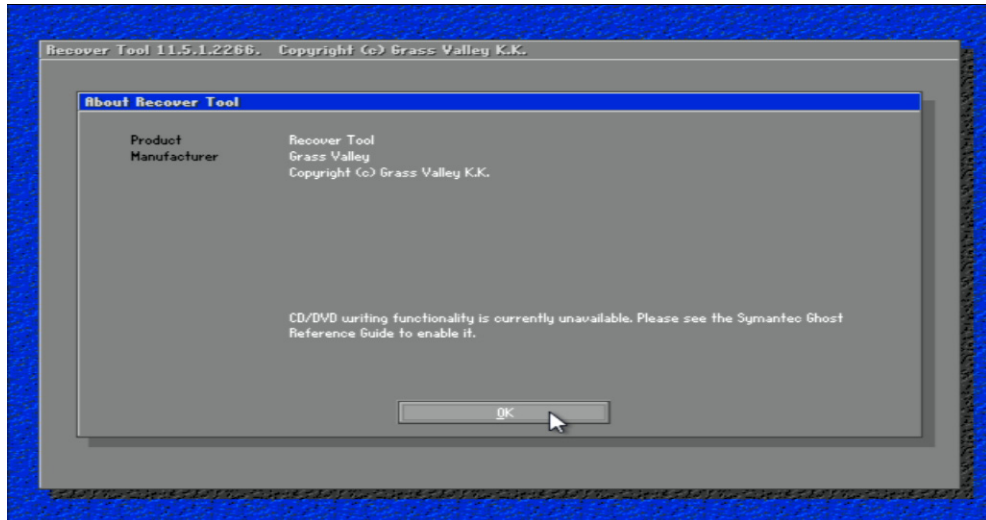 Recover Tool 11.5.1.2266. Copyright (c) Grass Valley K.K.
About Recover Tool
Product Recover Tool
Manufacturer Grass Valley
Copyright (c) Grass Valley K.K.
CD/DVD writing functionality is currently unavailable. Please see the Symantec Ghost
Reference Guide to enable it.
OK